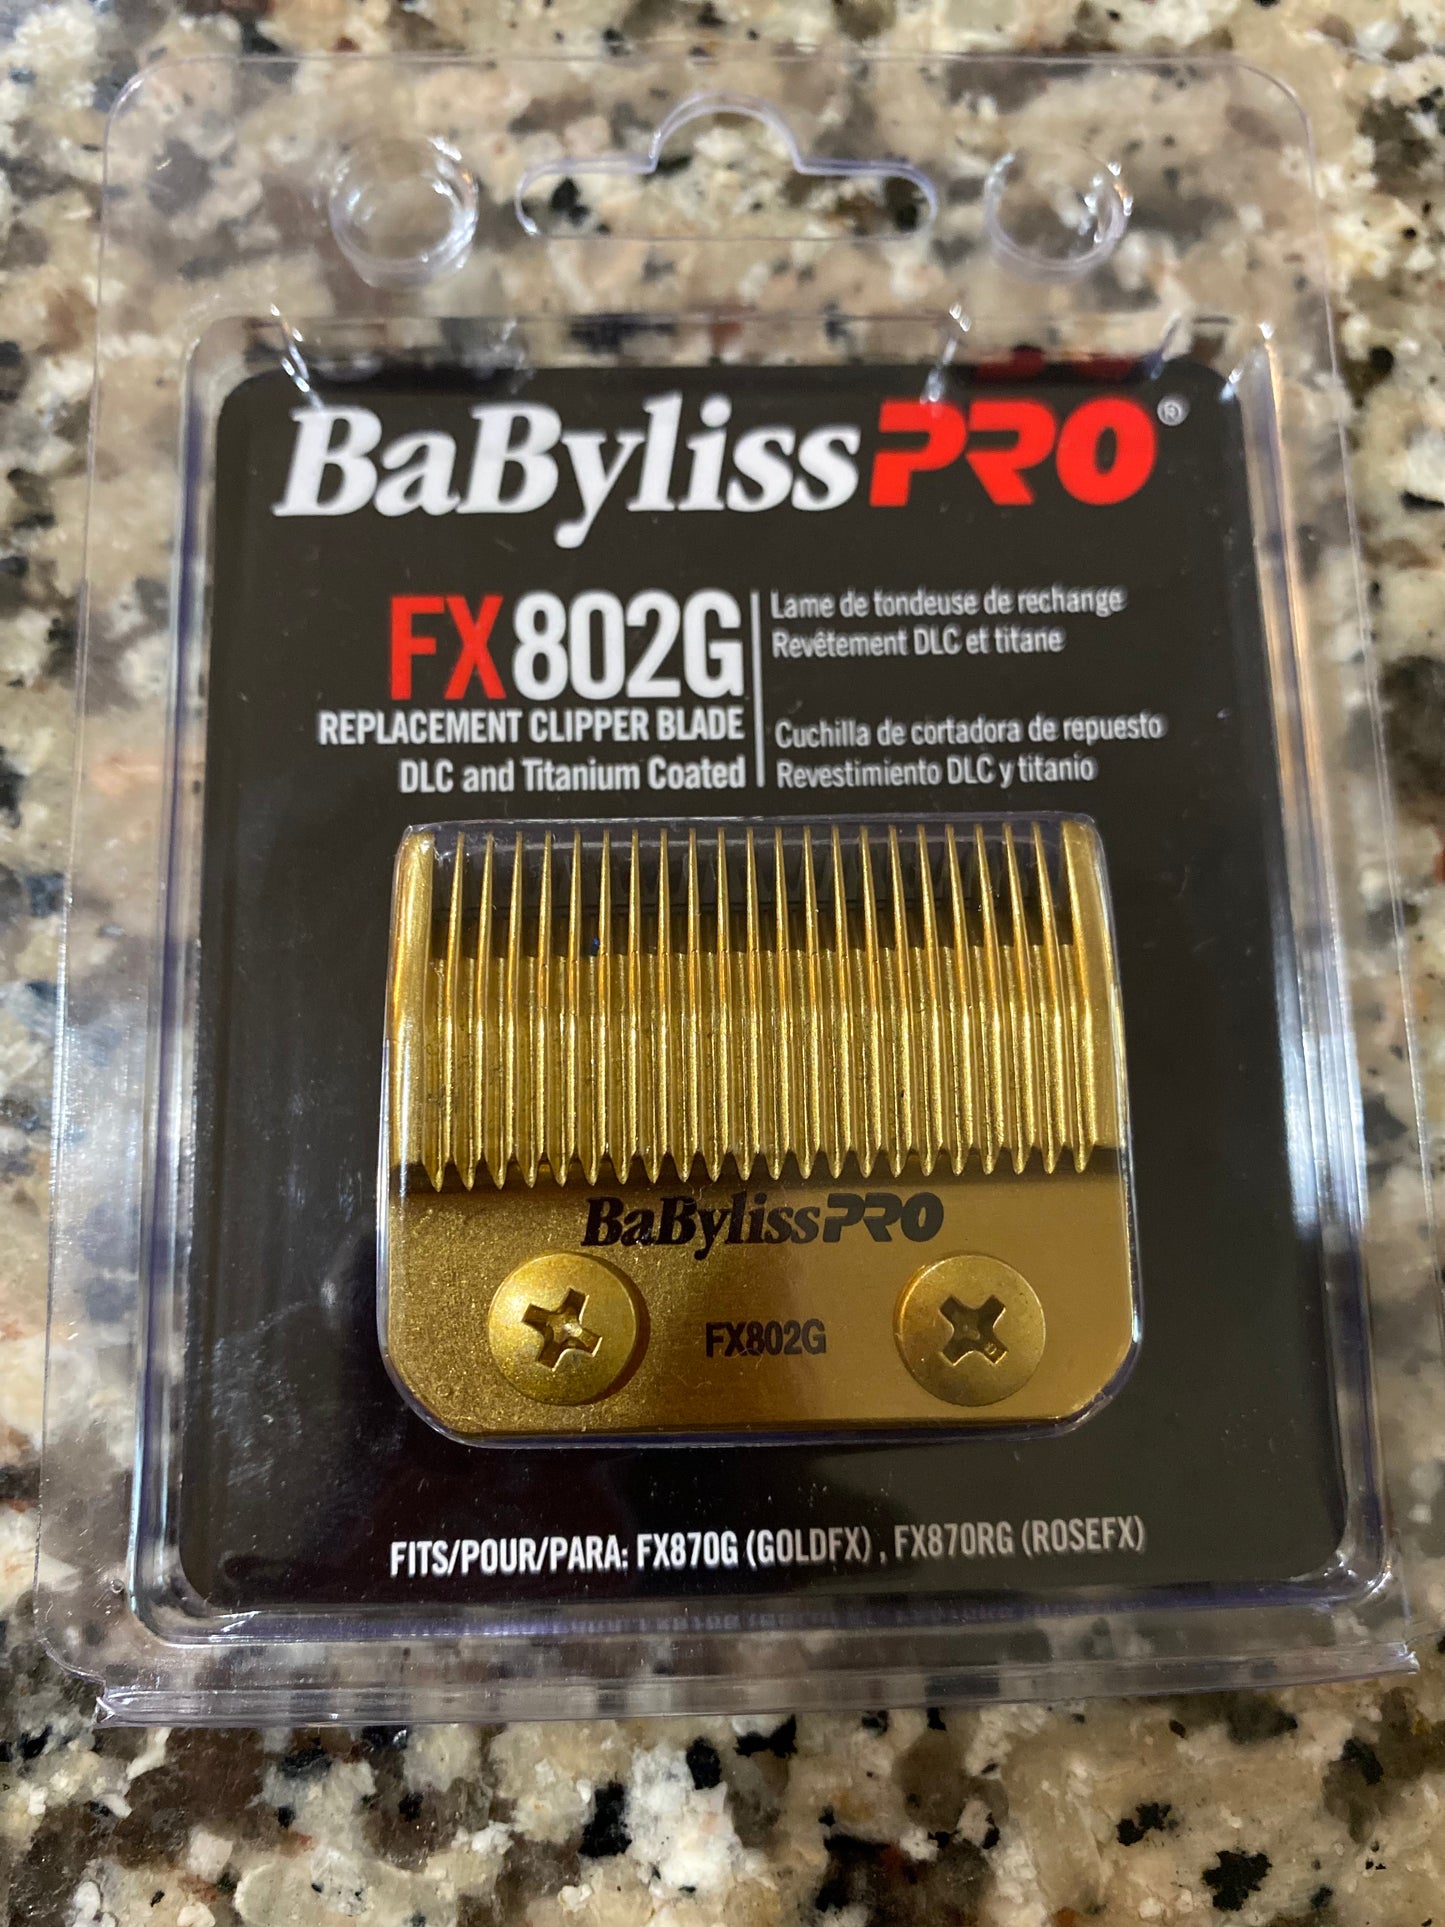 BaBylissPRO®
FX802G
REPLACEMENT CLIPPER BLADE
DLC and Titanium Coated
Lame de tondeuse de rechange
Revêtement DLC et titane
Cuchilla de cortadora de repuesto
Revestimiento DLC y titanio
BaBylissPRO
FX802G
FITS/POUR/PARA: FX870G (GOLDFX), FX870RG (ROSEFX)